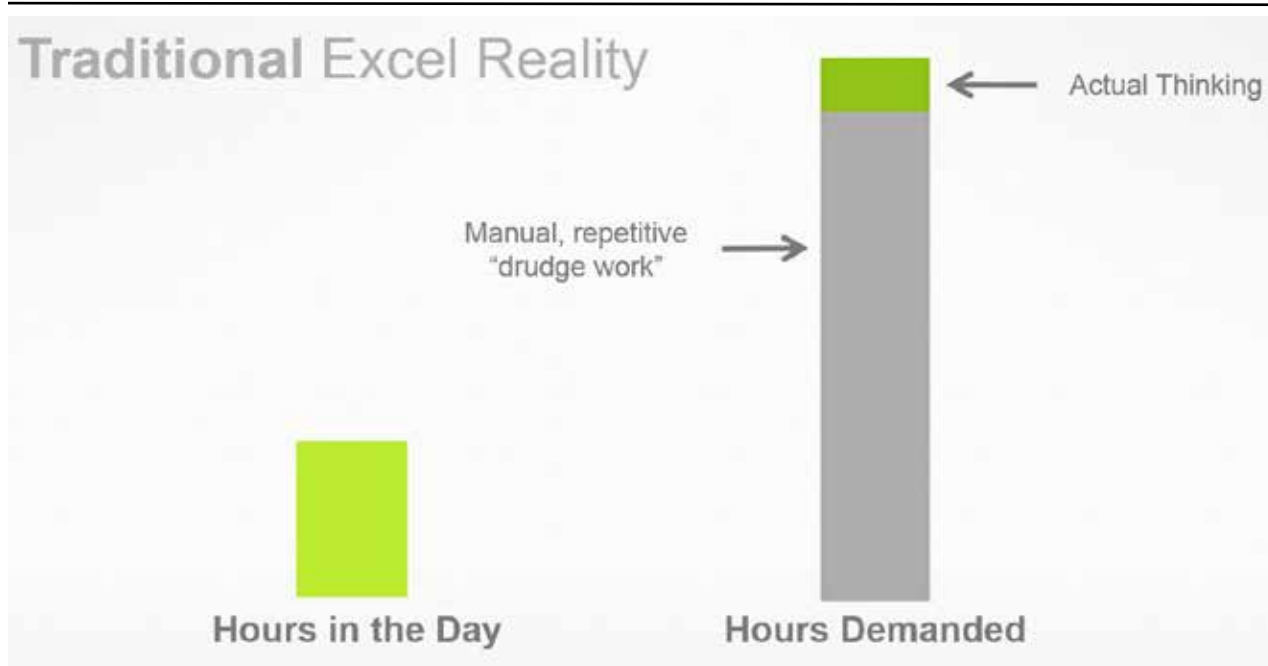 Traditional Excel Reality
Actual Thinking
Manual, repetitive
“drudge work”
Hours in the Day
Hours Demanded